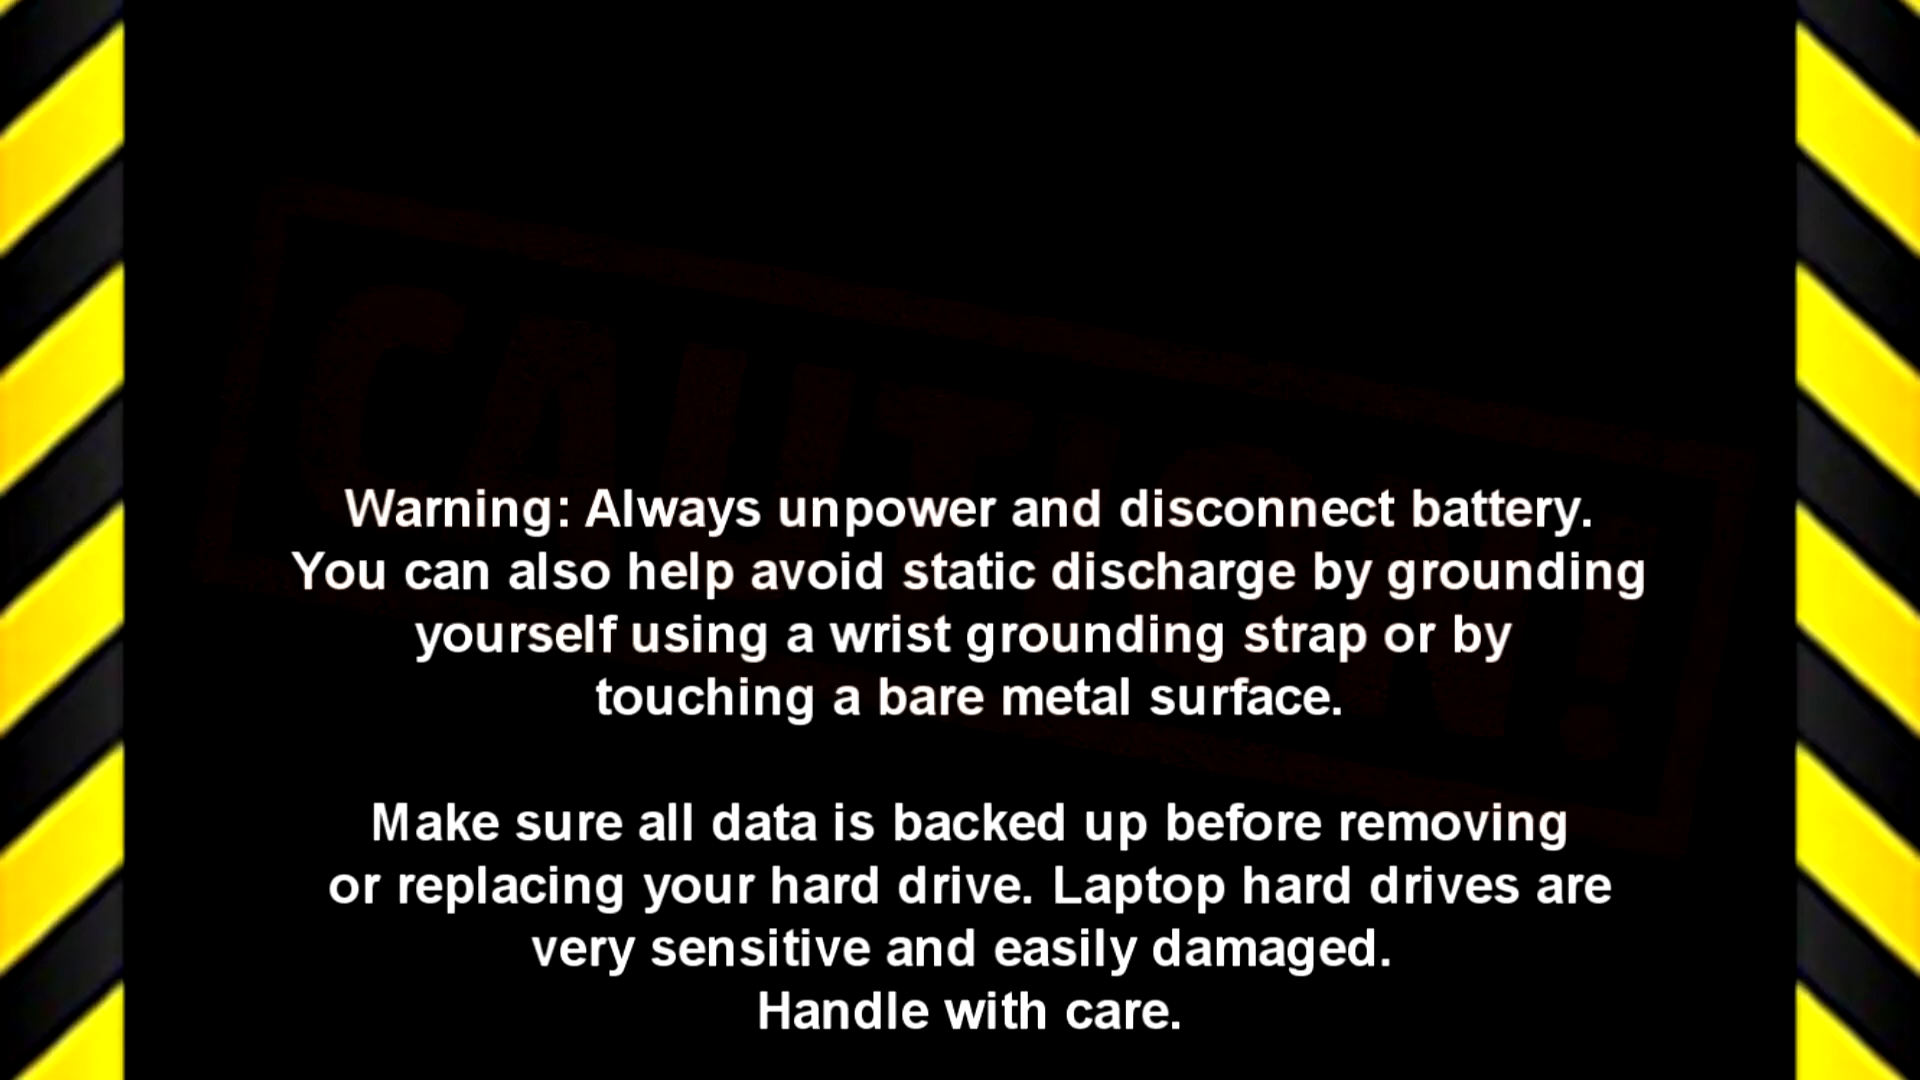 CAUTION!
Warning: Always unpower and disconnect battery.
You can also help avoid static discharge by grounding
yourself using a wrist grounding strap or by
touching a bare metal surface.
Make sure all data is backed up before removing
or replacing your hard drive. Laptop hard drives are
very sensitive and easily damaged.
Handle with care.